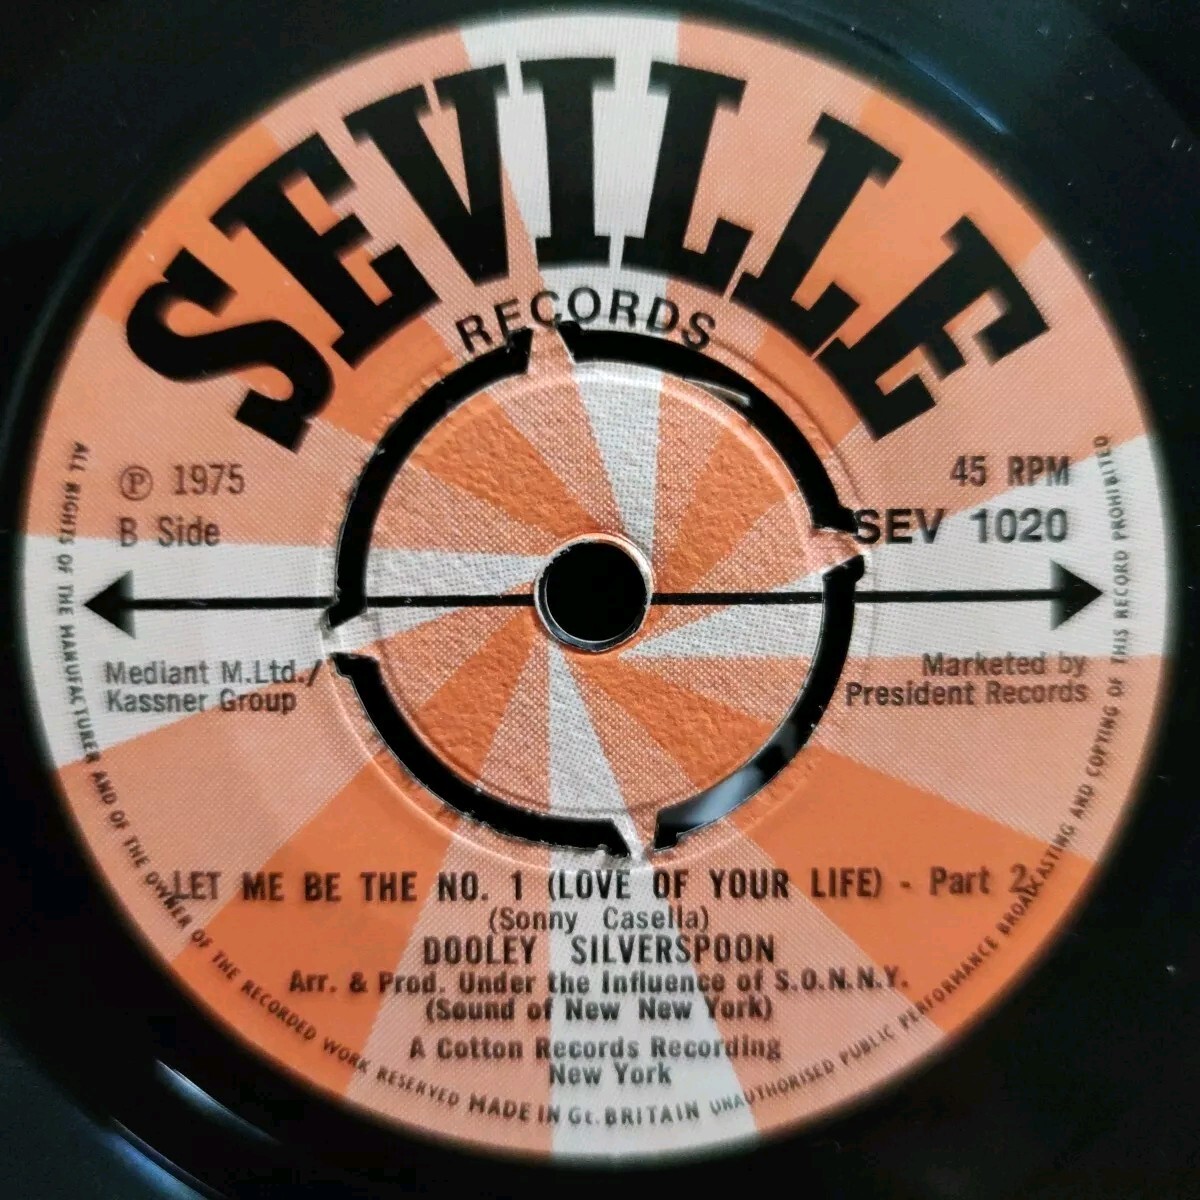 SEVILLE
RECORDS
℗ 1975
B Side
45 RPM
SEV 1020
Mediant M.Ltd./
Kassner Group
Marketed by
President Records
LET ME BE THE NO. 1 (LOVE OF YOUR LIFE) - Part 2
(Sonny Casella)
DOOLEY SILVERSPOON
Arr. & Prod. Under the Influence of S.O.N.N.Y.
(Sound of New New York)
A Cotton Records Recording
New York
ALL RIGHTS OF THE MANUFACTURER AND OF THE OWNER OF THE RECORDED WORK RESERVED MADE IN Gt. BRITAIN UNAUTHORISED PUBLIC PERFORMANCE BROADCASTING AND COPYING OF THIS RECORD PROHIBITED